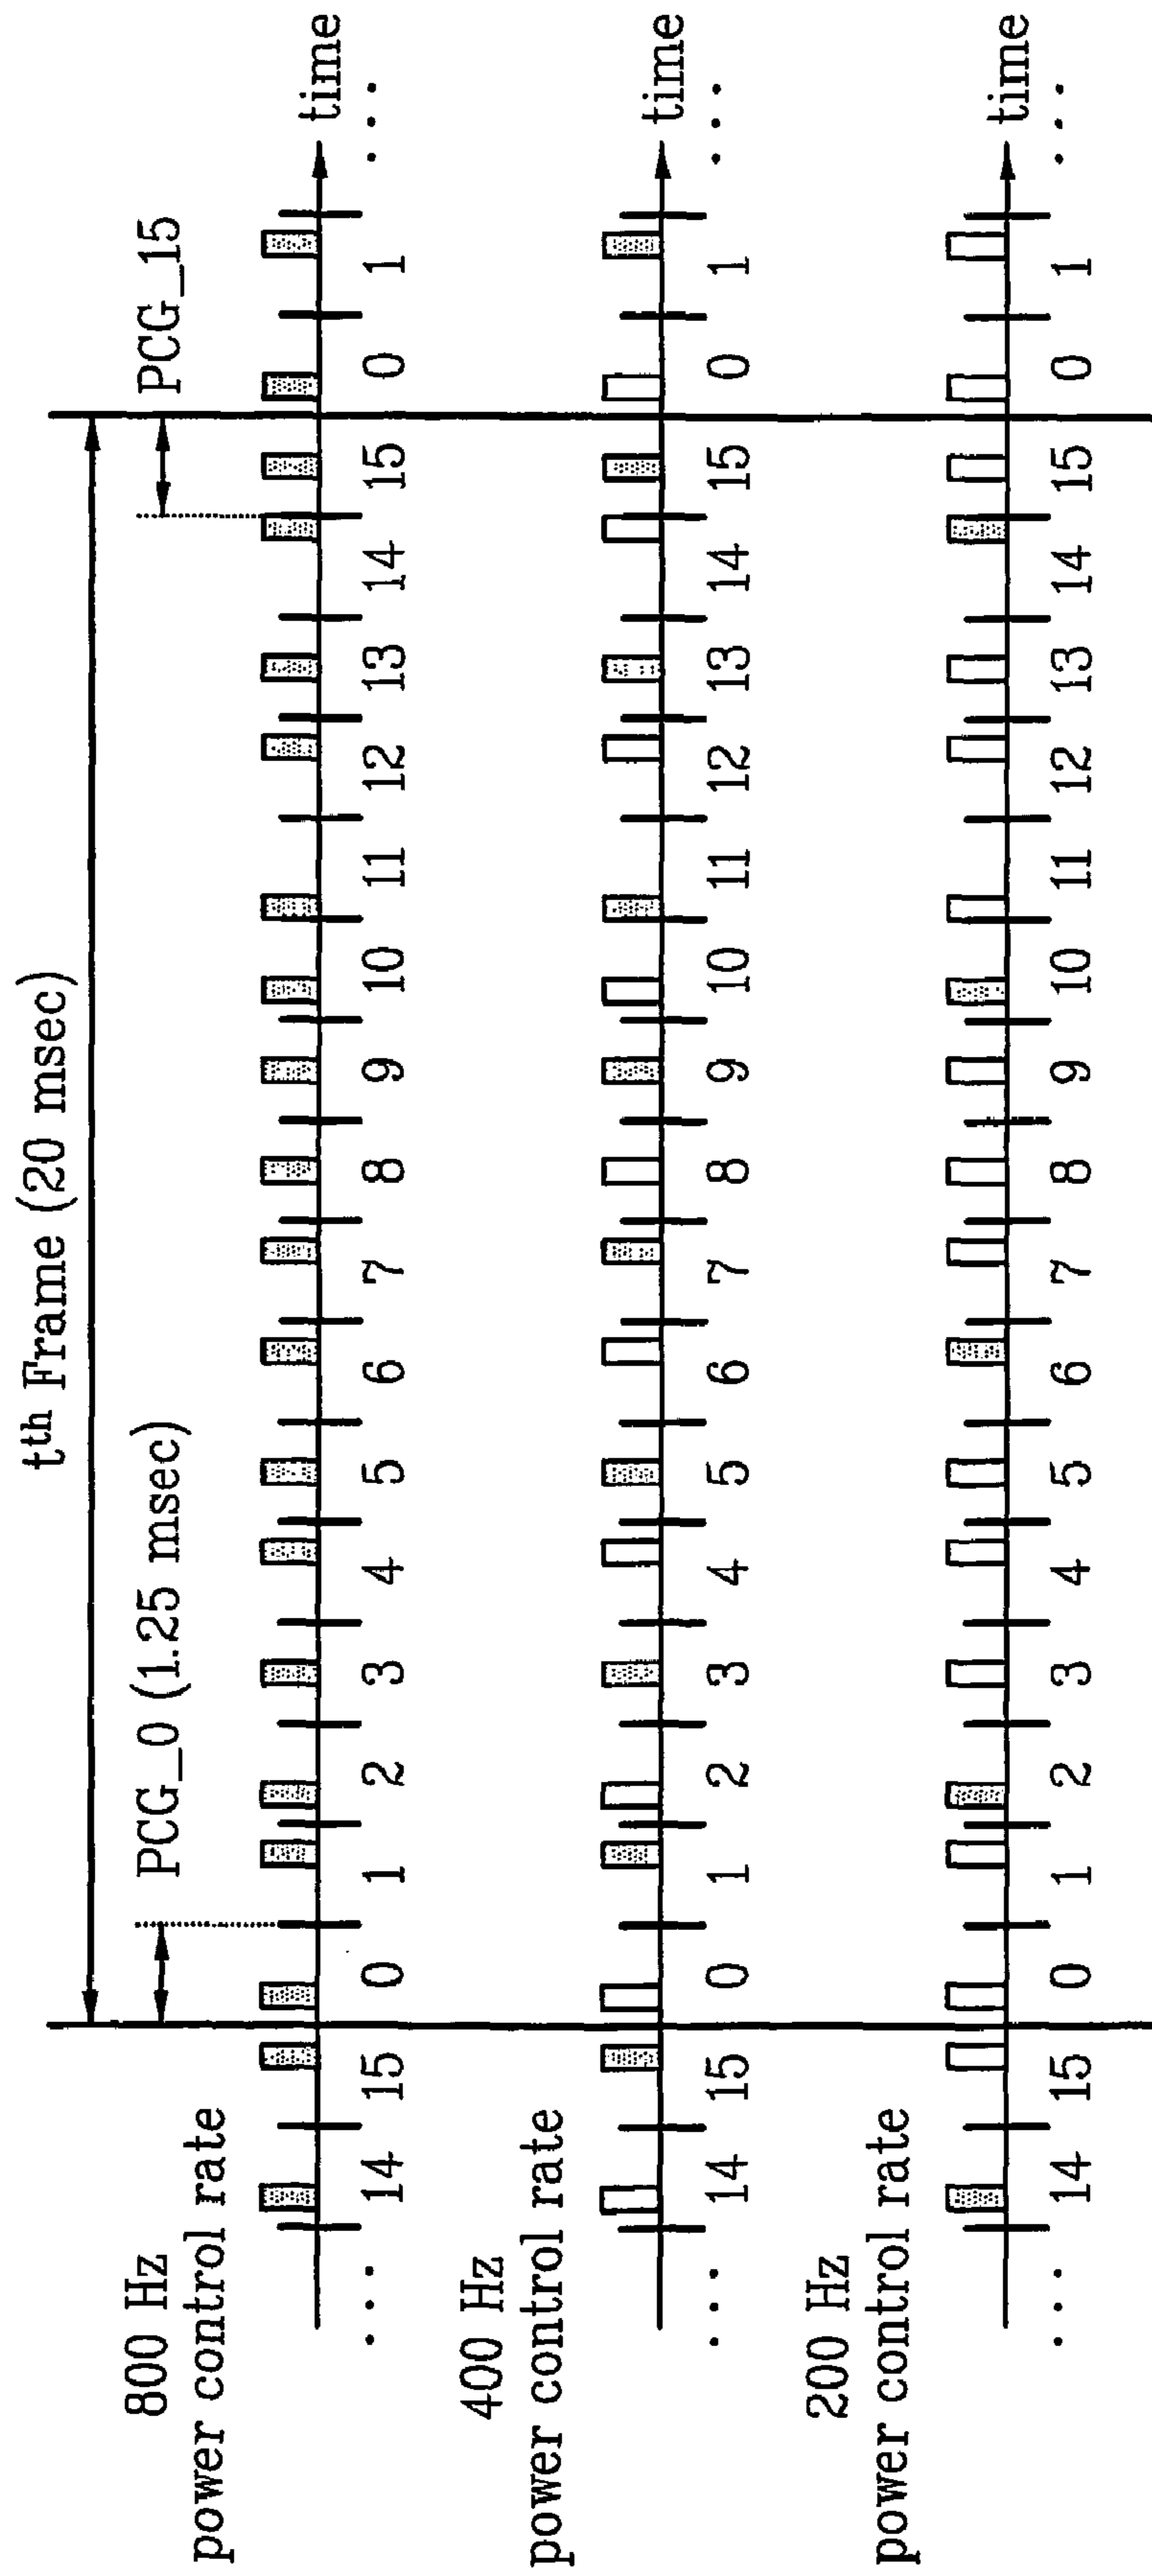 tth Frame (20 msec)
PCG_0 (1.25 msec)
PCG_15
800 Hz
power control rate
time
... 14 15 0 1 2 3 4 5 6 7 8 9 10 11 12 13 14 15 0 1 ...
400 Hz
power control rate
time
... 14 15 0 1 2 3 4 5 6 7 8 9 10 11 12 13 14 15 0 1 ...
200 Hz
power control rate
time
... 14 15 0 1 2 3 4 5 6 7 8 9 10 11 12 13 14 15 0 1 ...